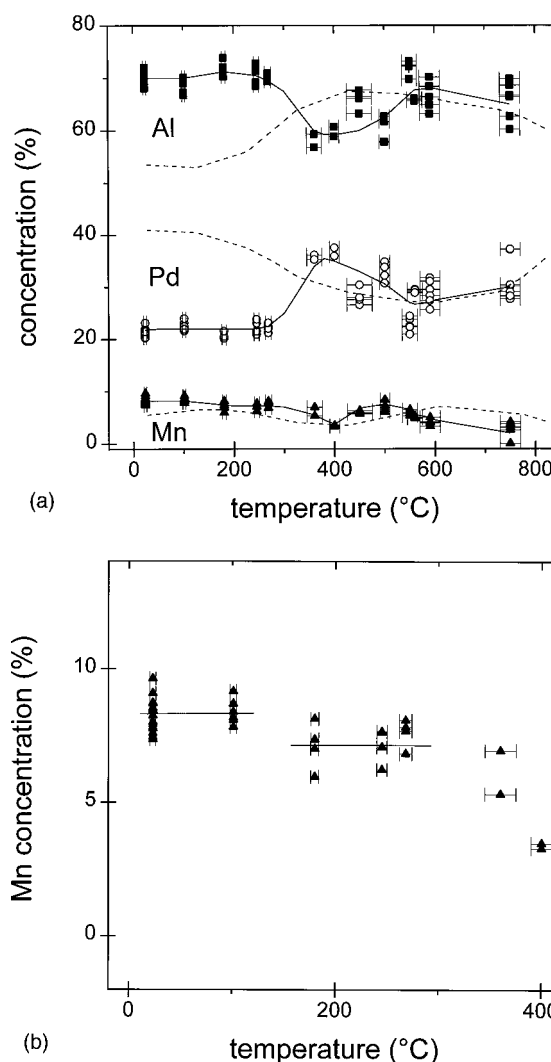 80
60
40
20
0
concentration (%)
Al
Pd
Mn
0 200 400 600 800
temperature (°C)
(a)
10
5
0
Mn concentration (%)
0 200 400
temperature (°C)
(b)